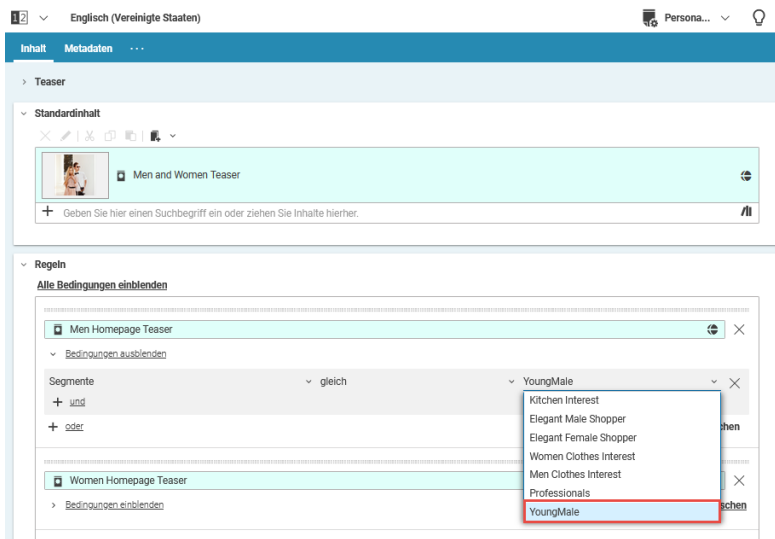 Englisch (Vereinigte Staaten)
Persona...
Inhalt Metadaten ...
Teaser
Standardinhalt
Men and Women Teaser
Geben Sie hier einen Suchbegriff ein oder ziehen Sie Inhalte hierher.
Regeln
Alle Bedingungen einblenden
Men Homepage Teaser
Bedingungen ausblenden
Segmente gleich YoungMale
und
Kitchen Interest
Elegant Male Shopper
oder
chen
Elegant Female Shopper
Women Clothes Interest
Men Clothes Interest
Women Homepage Teaser
Professionals
Bedingungen einblenden
YoungMale
schen